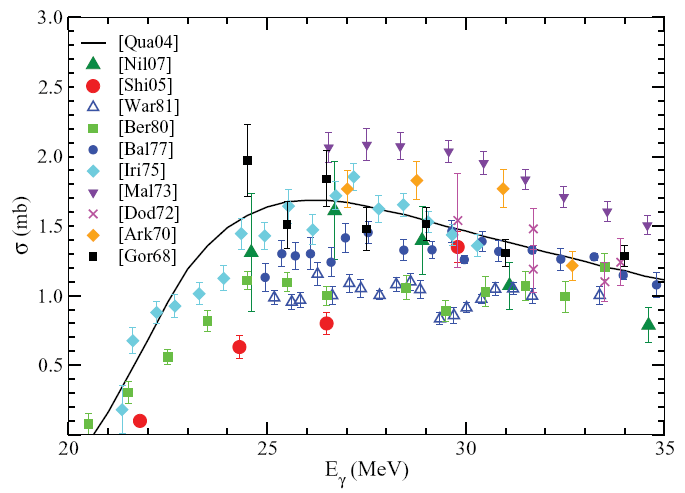 3.0
2.5
2.0
1.5
1.0
0.5
σ (mb)
[Qua04]
[Nil07]
[Shi05]
[War81]
[Ber80]
[Bal77]
[Iri75]
[Mal73]
[Dod72]
[Ark70]
[Gor68]
20 25 30 35
Eγ (MeV)